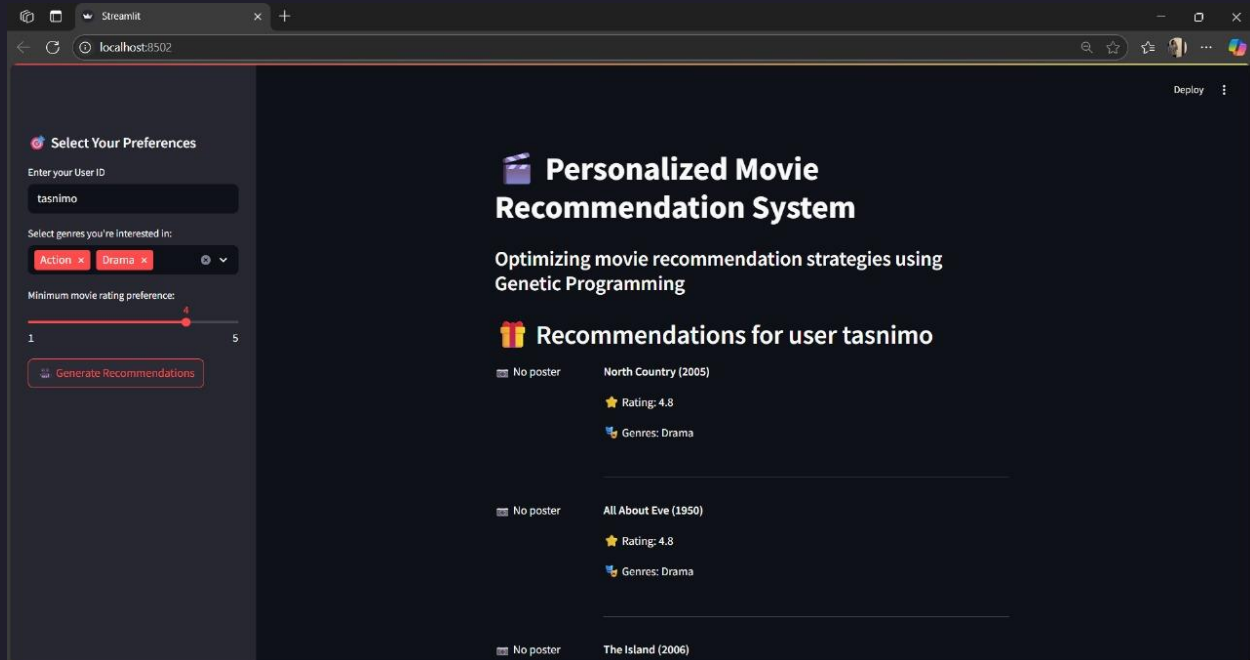 Streamlit
localhost:8502
Deploy
Select Your Preferences
Enter your User ID
tasnimo
Select genres you're interested in:
Action × Drama ×
Minimum movie rating preference:
4
1 5
Generate Recommendations
Personalized Movie
Recommendation System
Optimizing movie recommendation strategies using
Genetic Programming
Recommendations for user tasnimo
No poster
North Country (2005)
Rating: 4.8
Genres: Drama
No poster
All About Eve (1950)
Rating: 4.8
Genres: Drama
No poster
The Island (2006)